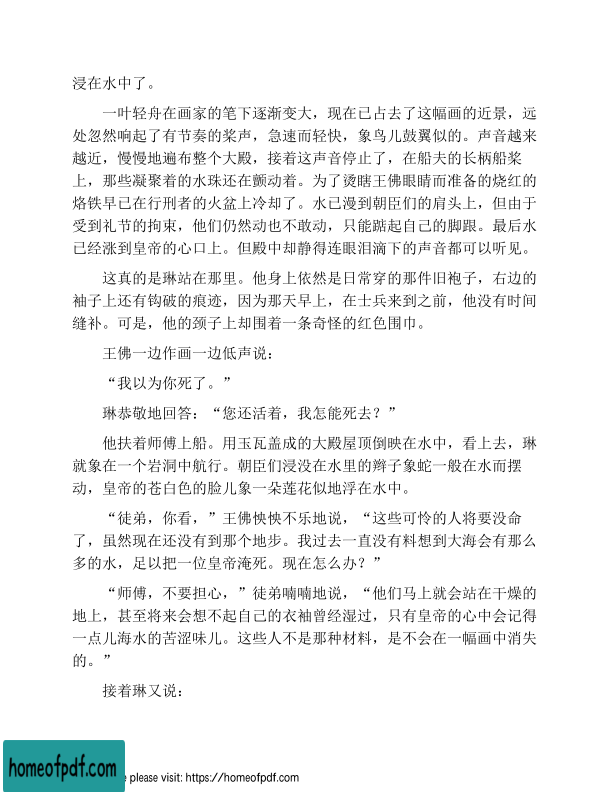 浸在水中了。
一叶轻舟在画家的笔下逐渐变大，现在已占去了这幅画的近景，远
处忽然响起了有节奏的桨声，急速而轻快，象鸟儿鼓翼似的。声音越来
越近，慢慢地遍布整个大殿，接着这声音停止了，在船夫的长柄船桨
上，那些凝聚着的水珠还在颤动着。为了烫瞎王佛眼睛而准备的烧红的
烙铁早已在行刑者的火盆上冷却了。水已漫到朝臣们的肩头上，但由于
受到礼节的拘束，他们仍然动也不敢动，只能踮起自己的脚跟。最后水
已经涨到皇帝的心口上。但殿中却静得连眼泪滴下的声音都可以听见。
这真的是琳站在那里。他身上依然是日常穿的那件旧袍子，右边的
袖子上还有钩破的痕迹，因为那天早上，在士兵来到之前，他没有时间
缝补。可是，他的颈子上却围着一条奇怪的红色围巾。
王佛一边作画一边低声说：
“我以为你死了。”
琳恭敬地回答：“您还活着，我怎能死去？”
他扶着师傅上船。用玉瓦盖成的大殿屋顶倒映在水中，看上去，琳
就象在一个岩洞中航行。朝臣们浸没在水里的辫子象蛇一般在水而摆
动，皇帝的苍白色的脸儿象一朵莲花似地浮在水中。
“徒弟，你看，”王佛怏怏不乐地说，“这些可怜的人将要没命
了，虽然现在还没有到那个地步。我过去一直没有料想到大海会有那么
多的水，足以把一位皇帝淹死。现在怎么办？”
“师傅，不要担心，”徒弟喃喃地说，“他们马上就会站在干燥的
地上，甚至将来会想不起自己的衣袖曾经湿过，只有皇帝的心中会记得
一点儿海水的苦涩味儿。这些人不是那种材料，是不会在一幅画中消失
的。”
接着琳又说：
homeofpdf.com
e please visit: https://homeofpdf.com